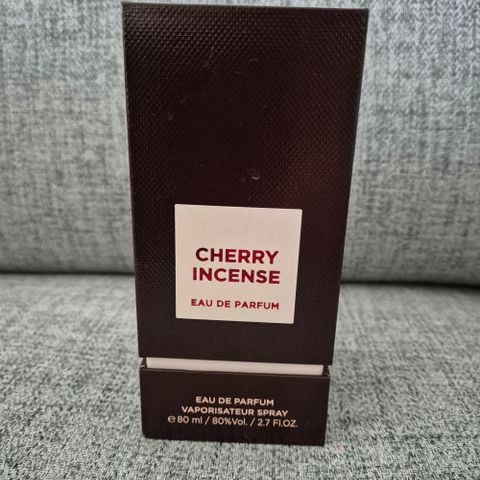 CHERRY
INCENSE
EAU DE PARFUM
EAU DE PARFUM
VAPORISATEUR SPRAY
℮ 80 ml / 80%Vol. / 2.7 Fl.OZ.